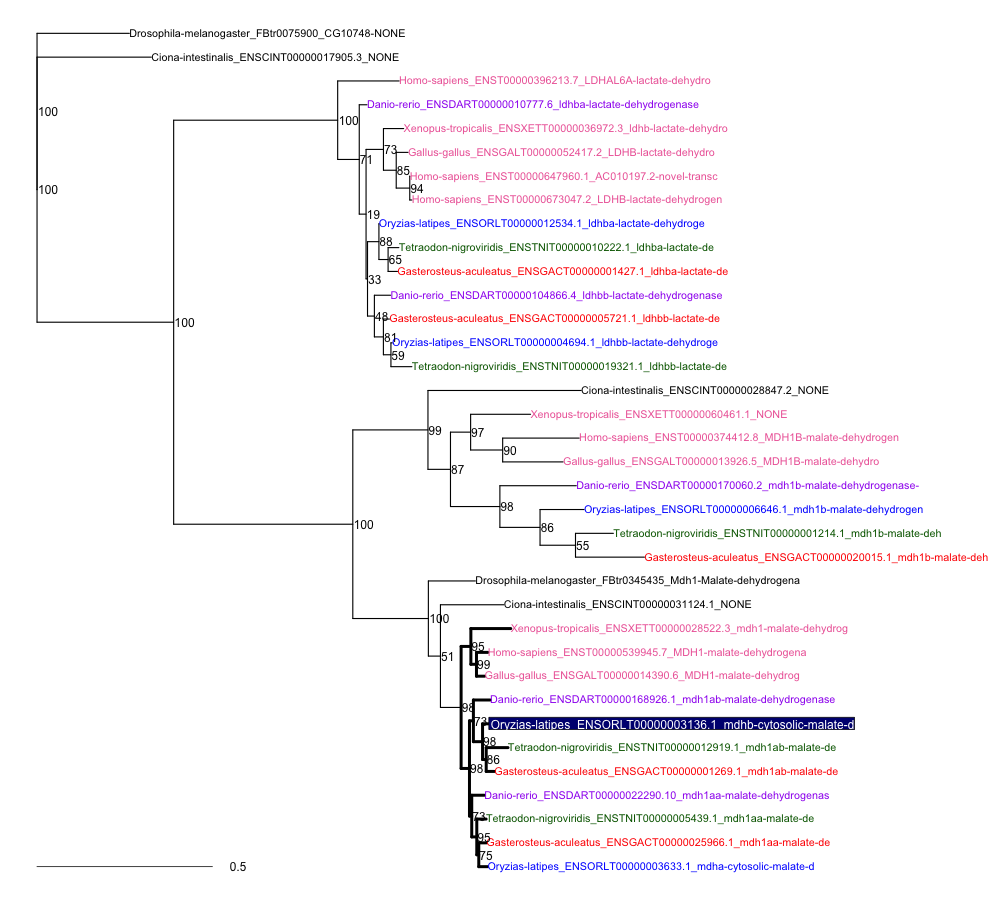 Drosophila-melanogaster_FBtr0075900_CG10748-NONE
Ciona-intestinalis_ENSCINT00000017905.3_NONE
Homo-sapiens_ENST00000396213.7_LDHAL6A-lactate-dehydro
Danio-rerio_ENSDART00000010777.6_ldhba-lactate-dehydrogenase
100
100
Xenopus-tropicalis_ENSXETT00000036972.3_ldhb-lactate-dehydro
73
Gallus-gallus_ENSGALT00000052417.2_LDHB-lactate-dehydro
71
85
Homo-sapiens_ENST00000647960.1_AC010197.2-novel-transc
100
94
Homo-sapiens_ENST00000673047.2_LDHB-lactate-dehydrogen
19
Oryzias-latipes_ENSORLT00000012534.1_ldhba-lactate-dehydroge
88
Tetraodon-nigroviridis_ENSTNIT00000010222.1_ldhba-lactate-de
65
Gasterosteus-aculeatus_ENSGACT00000001427.1_ldhba-lactate-de
33
Danio-rerio_ENSDART00000104866.4_ldhbb-lactate-dehydrogenase
48
Gasterosteus-aculeatus_ENSGACT00000005721.1_ldhbb-lactate-de
100
81
Oryzias-latipes_ENSORLT00000004694.1_ldhbb-lactate-dehydroge
59
Tetraodon-nigroviridis_ENSTNIT00000019321.1_ldhbb-lactate-de
Ciona-intestinalis_ENSCINT00000028847.2_NONE
Xenopus-tropicalis_ENSXETT00000060461.1_NONE
99
97
Homo-sapiens_ENST00000374412.8_MDH1B-malate-dehydrogen
90
Gallus-gallus_ENSGALT00000013926.5_MDH1B-malate-dehydro
87
Danio-rerio_ENSDART00000170060.2_mdh1b-malate-dehydrogenase-
98
Oryzias-latipes_ENSORLT00000006646.1_mdh1b-malate-dehydrogen
100
86
Tetraodon-nigroviridis_ENSTNIT00000001214.1_mdh1b-malate-deh
55
Gasterosteus-aculeatus_ENSGACT00000020015.1_mdh1b-malate-deh
Drosophila-melanogaster_FBtr0345435_Mdh1-Malate-dehydrogena
Ciona-intestinalis_ENSCINT00000031124.1_NONE
100
Xenopus-tropicalis_ENSXETT00000028522.3_mdh1-malate-dehydrog
95
Homo-sapiens_ENST00000539945.7_MDH1-malate-dehydrogena
51
99
Gallus-gallus_ENSGALT00000014390.6_MDH1-malate-dehydrog
Danio-rerio_ENSDART00000168926.1_mdh1ab-malate-dehydrogenase
98
73
Oryzias-latipes_ENSORLT00000003136.1_mdhb-cytosolic-malate-d
98
Tetraodon-nigroviridis_ENSTNIT00000012919.1_mdh1ab-malate-de
86
98
Gasterosteus-aculeatus_ENSGACT00000001269.1_mdh1ab-malate-de
Danio-rerio_ENSDART00000022290.10_mdh1aa-malate-dehydrogenas
73
Tetraodon-nigroviridis_ENSTNIT00000005439.1_mdh1aa-malate-de
95
Gasterosteus-aculeatus_ENSGACT00000025966.1_mdh1aa-malate-de
75
Oryzias-latipes_ENSORLT00000003633.1_mdha-cytosolic-malate-d
0.5